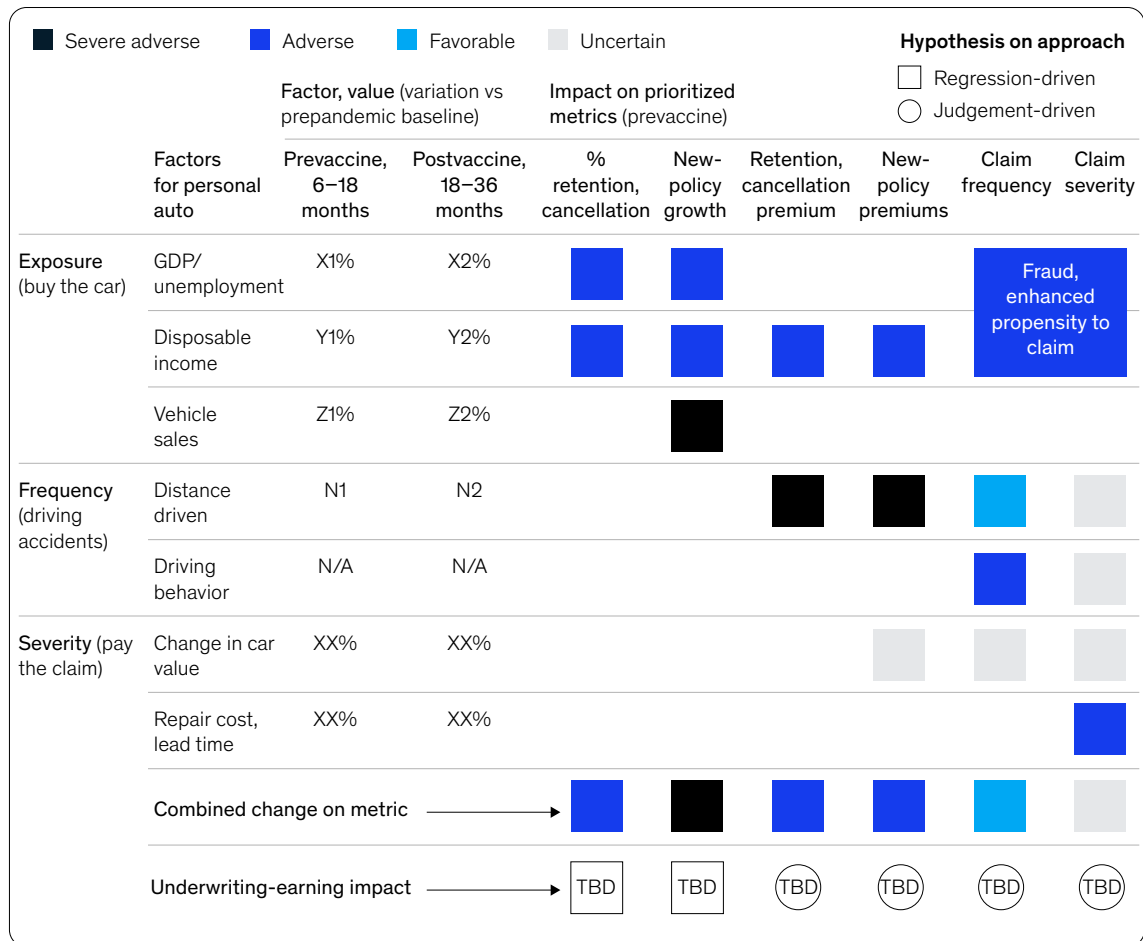 Severe adverse
Adverse
Favorable
Uncertain
Hypothesis on approach
Regression-driven
Judgement-driven
Factor, value (variation vs
prepandemic baseline)
Impact on prioritized
metrics (prevaccine)
Factors
for personal
auto
Prevaccine,
6–18
months
Postvaccine,
18–36
months
%
retention,
cancellation
New-
policy
growth
Retention,
cancellation
premium
New-
policy
premiums
Claim
frequency
Claim
severity
Exposure
(buy the car)
GDP/
unemployment
X1%
X2%
Fraud,
enhanced
propensity to
claim
Disposable
income
Y1%
Y2%
Vehicle
sales
Z1%
Z2%
Frequency
(driving
accidents)
Distance
driven
N1
N2
Driving
behavior
N/A
N/A
Severity (pay
the claim)
Change in car
value
XX%
XX%
Repair cost,
lead time
XX%
XX%
Combined change on metric
Underwriting-earning impact
TBD
TBD
TBD
TBD
TBD
TBD